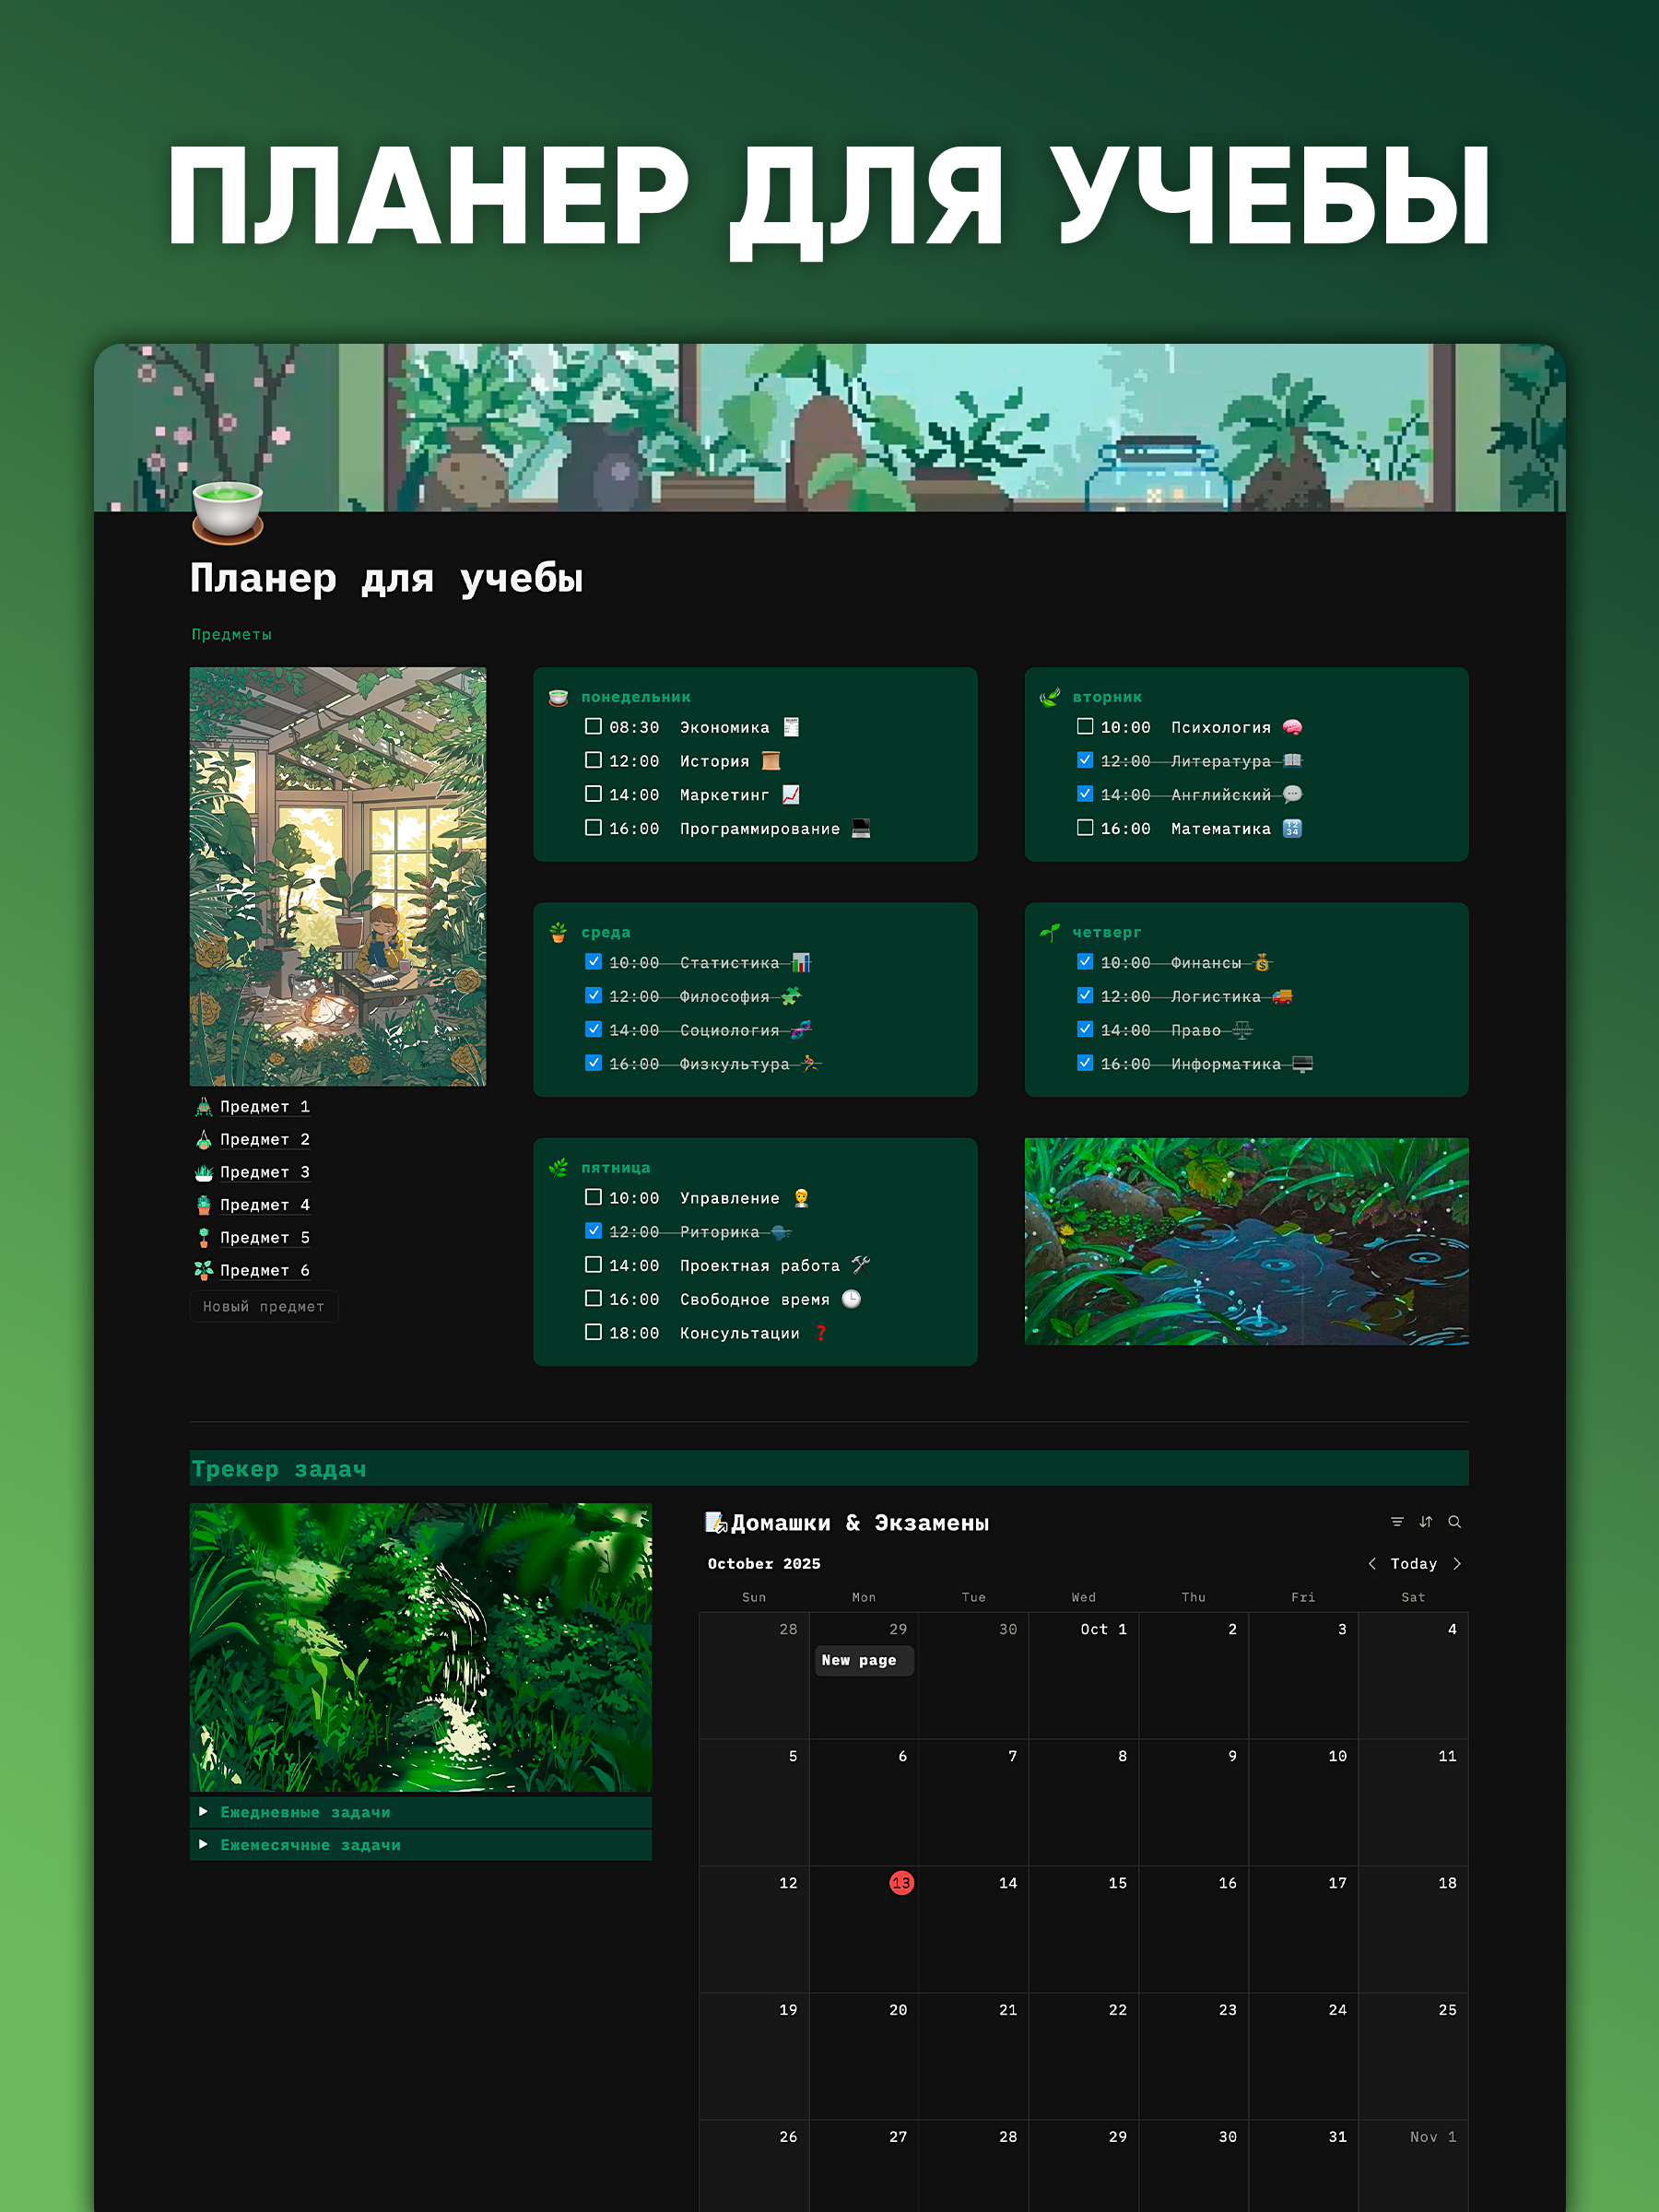 ПЛАНЕР ДЛЯ УЧЕБЫ
Планер для учебы
Предметы
Предмет 1
Предмет 2
Предмет 3
Предмет 4
Предмет 5
Предмет 6
Новый предмет
понедельник
08:30 Экономика
12:00 История
14:00 Маркетинг
16:00 Программирование
вторник
10:00 Психология
12:00 Литература
14:00 Английский
16:00 Математика
среда
10:00 Статистика
12:00 Философия
14:00 Социология
16:00 Физкультура
четверг
10:00 Финансы
12:00 Логистика
14:00 Право
16:00 Информатика
пятница
10:00 Управление
12:00 Риторика
14:00 Проектная работа
16:00 Свободное время
18:00 Консультации ?
Трекер задач
Ежедневные задачи
Ежемесячные задачи
Домашки & Экзамены
October 2025 Today
Sun Mon Tue Wed Thu Fri Sat
28 29 30 Oct 1 2 3 4
New page
5 6 7 8 9 10 11
12 13 14 15 16 17 18
19 20 21 22 23 24 25
26 27 28 29 30 31 Nov 1